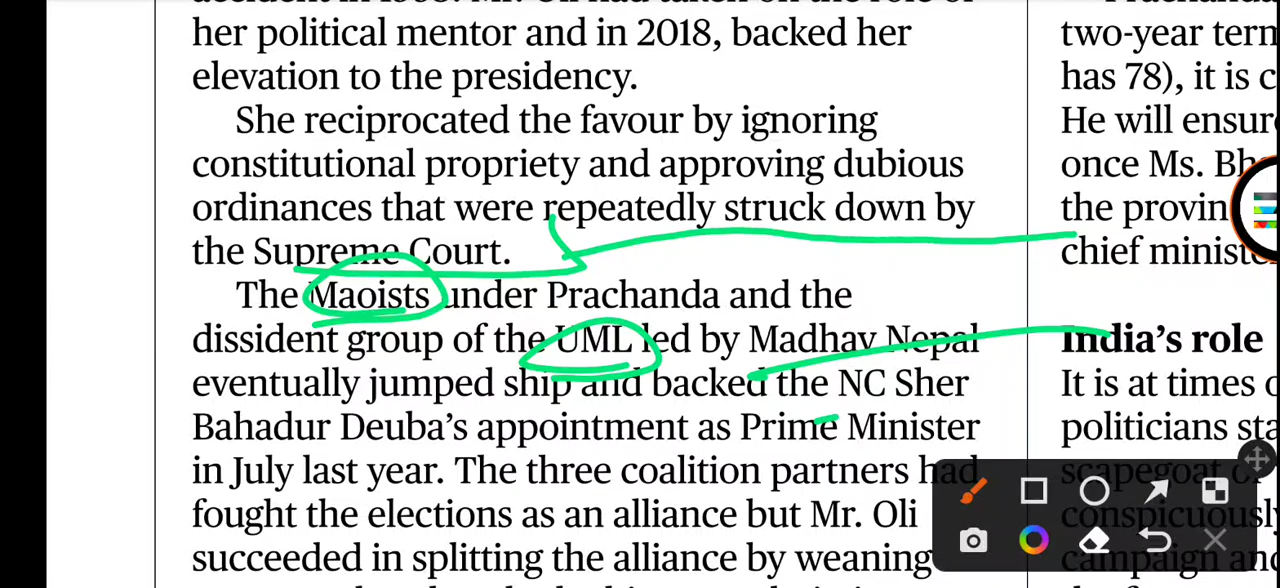 her political mentor and in 2018, backed her
elevation to the presidency.
She reciprocated the favour by ignoring
constitutional propriety and approving dubious
ordinances that were repeatedly struck down by
the Supreme Court.
The Maoists under Prachanda and the
dissident group of the UML led by Madhav Nepal
eventually jumped ship and backed the NC Sher
Bahadur Deuba's appointment as Prime Minister
in July last year. The three coalition partners had
fought the elections as an alliance but Mr. Oli
succeeded in splitting the alliance by weaning
two-year term
has 78), it is c
He will ensur
once Ms. Bh
the provin
chief ministe
India's role
It is at times
politicians sta
scapegoat
conspicuously
campaign and